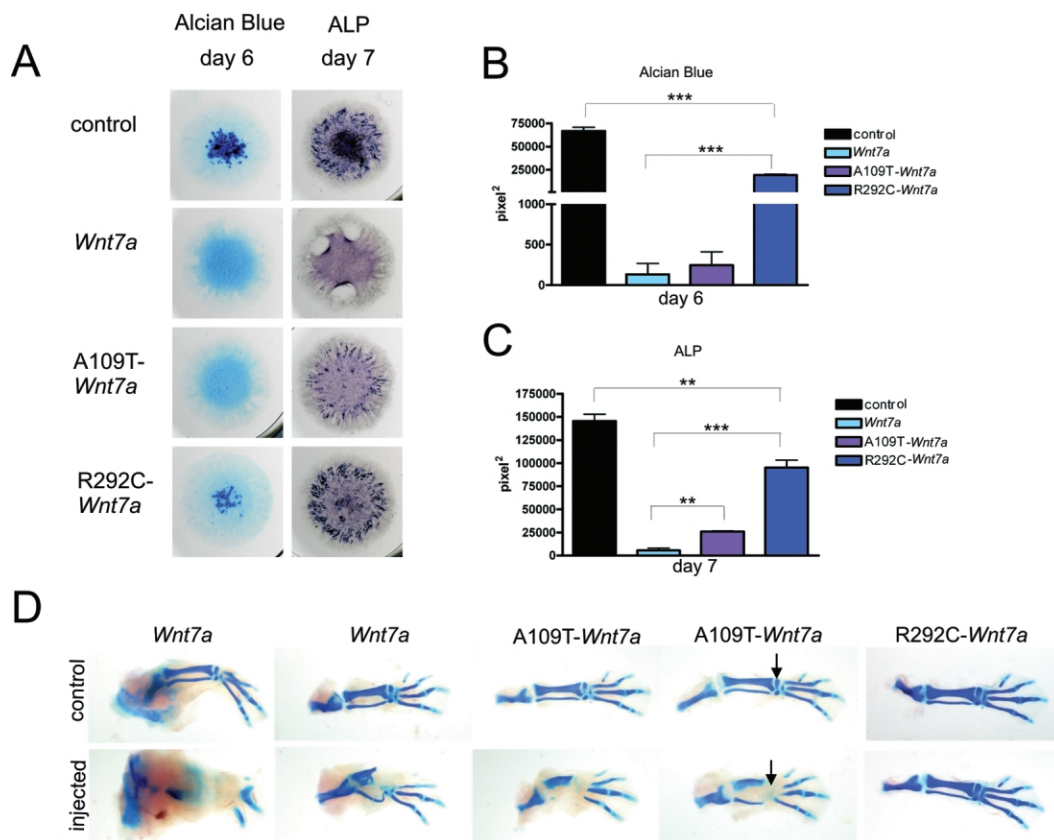 A
Alcian Blue
day 6
ALP
day 7
control
Wnt7a
A109T-
Wnt7a
R292C-
Wnt7a
B
Alcian Blue
***
***
75000
50000
25000
1000
500
0
pixel²
day 6
control
Wnt7a
A109T-Wnt7a
R292C-Wnt7a
C
ALP
**
***
**
175000
150000
125000
100000
75000
50000
25000
0
pixel²
day 7
control
Wnt7a
A109T-Wnt7a
R292C-Wnt7a
D
Wnt7a
Wnt7a
A109T-Wnt7a
A109T-Wnt7a
R292C-Wnt7a
control
injected